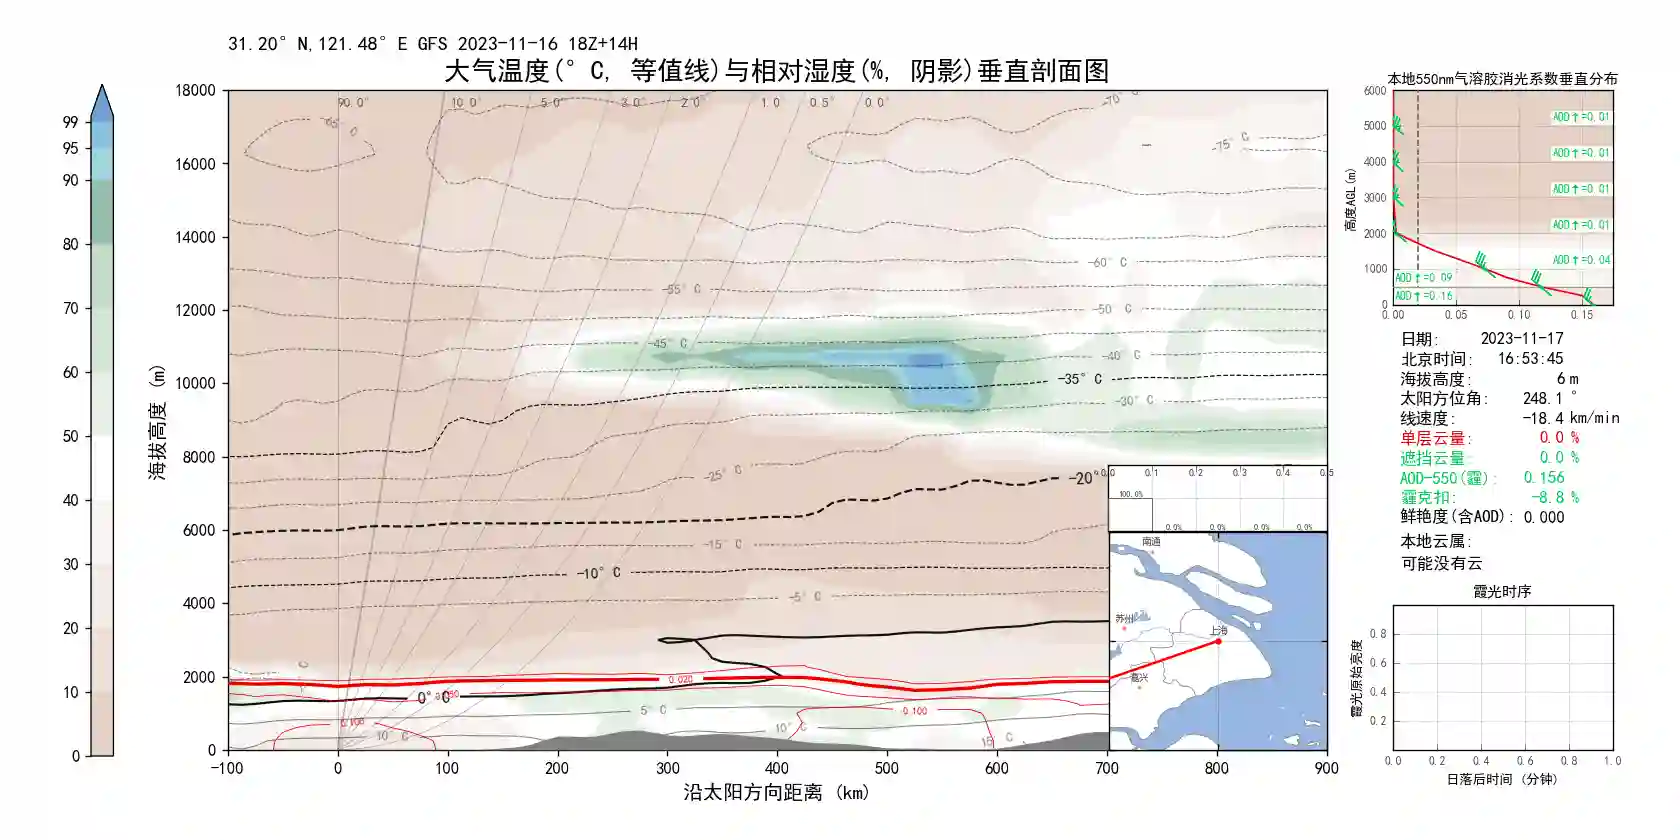 31.20° N,121.48° E GFS 2023-11-16 18Z+14H
大气温度(° C, 等值线)与相对湿度(%, 阴影)垂直剖面图
99
95
90
80
70
60
50
40
30
20
10
0
海拔高度 (m)
18000
16000
14000
12000
10000
8000
6000
4000
2000
0
90.0° 10.0° 5.0° 3.0° 2.0° 1.0 0.5° 0.0°
-65° C
-70° C
-75° C
-60° C
-55° C
-50° C
-45° C
-40° C
-35° C
-30° C
-25° C
-20°
-15° C
-10° C
-5° C
0° C
5° C
10° C
10° C
15° C
0.020
0.100
0.100
-100 0 100 200 300 400 500 600 700 800 900
沿太阳方向距离 (km)
0.0 0.1 0.2 0.3 0.4 0.5
100.0%
0.0% 0.0% 0.0% 0.0%
南通
苏州
上海
嘉兴
本地550nm气溶胶消光系数垂直分布
高度AGL(m)
6000
5000
4000
3000
2000
1000
0
AOD↑=0.01
AOD↑=0.01
AOD↑=0.01
AOD↑=0.01
AOD↑=0.04
AOD↑=0.09
AOD↑=0.16
0.00 0.05 0.10 0.15
日期: 2023-11-17
北京时间: 16:53:45
海拔高度: 6 m
太阳方位角: 248.1 °
线速度: -18.4 km/min
单层云量: 0.0 %
遮挡云量 0.0 %
AOD-550(霾): 0.156
霾克扣: -8.8 %
鲜艳度(含AOD): 0.000
本地云属:
可能没有云
霞光时序
霞光原始亮度
0.8
0.6
0.4
0.2
0.0 0.2 0.4 0.6 0.8 1.0
日落后时间 (分钟)